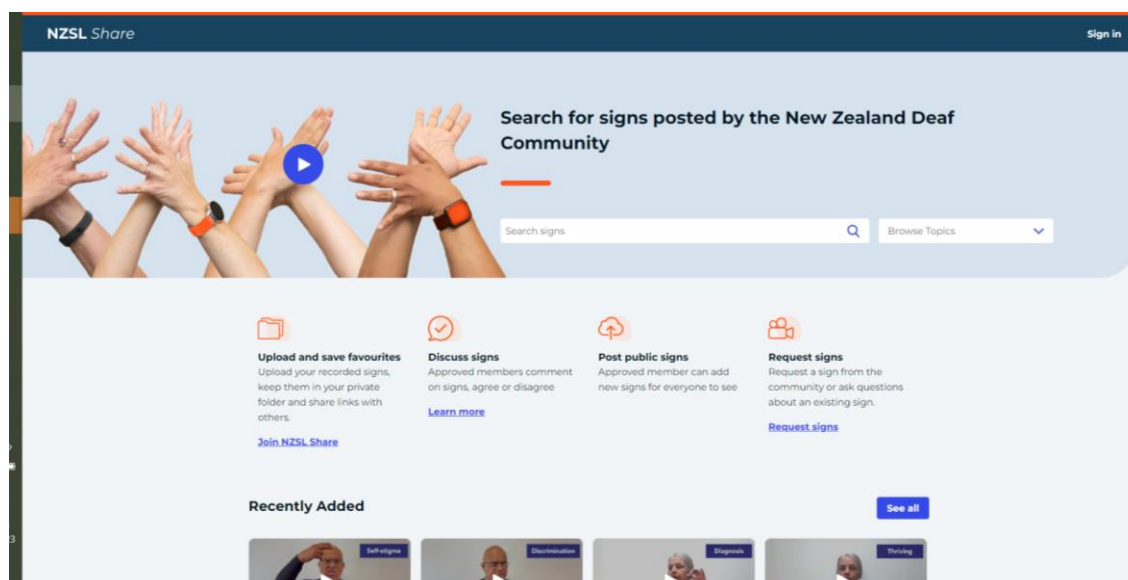 NZSL Share
Sign in
Search for signs posted by the New Zealand Deaf
Community
Search signs
Browse Topics
Upload and save favourites
Upload your recorded signs,
keep them in your private
folder and share links with
others.
Join NZSL Share
Discuss signs
Approved members comment
on signs, agree or disagree
Learn more
Post public signs
Approved member can add
new signs for everyone to see
Request signs
Request a sign from the
community or ask questions
about an existing sign.
Request signs
Recently Added
See all
Self-stigma
Discrimination
Diagnosis
Thriving